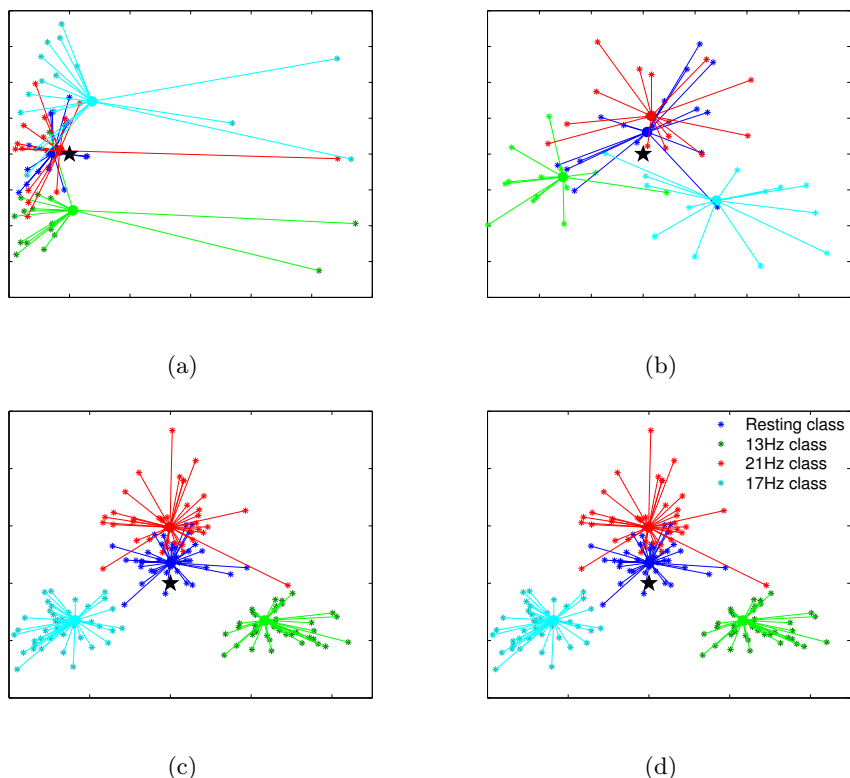 (a)
(b)
Resting class
13Hz class
21Hz class
17Hz class
(c)
(d)